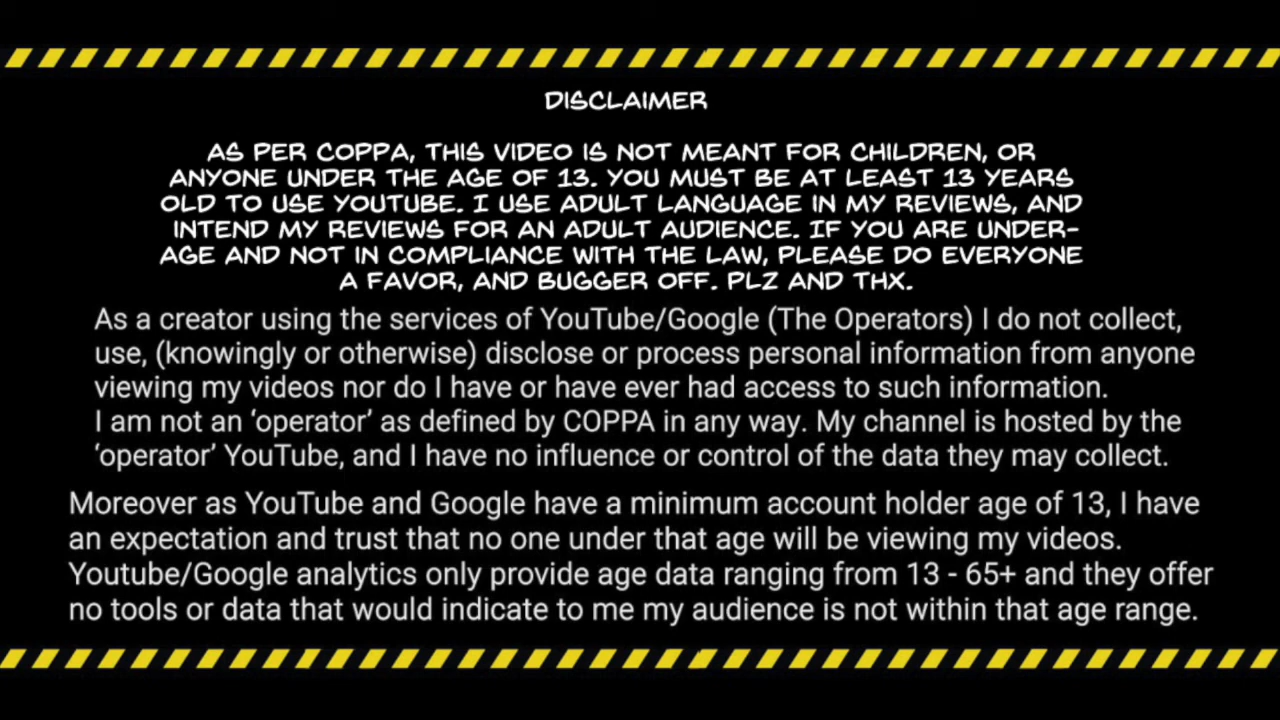 DISCLAIMER
AS PER COPPA, THIS VIDEO IS NOT MEANT FOR CHILDREN, OR
ANYONE UNDER THE AGE OF 13. YOU MUST BE AT LEAST 13 YEARS
OLD TO USE YOUTUBE. I USE ADULT LANGUAGE IN MY REVIEWS, AND
INTEND MY REVIEWS FOR AN ADULT AUDIENCE. IF YOU ARE UNDER-
AGE AND NOT IN COMPLIANCE WITH THE LAW, PLEASE DO EVERYONE
A FAVOR, AND BUGGER OFF. PLZ AND THX.
As a creator using the services of YouTube/Google (The Operators) I do not collect,
use, (knowingly or otherwise) disclose or process personal information from anyone
viewing my videos nor do I have or have ever had access to such information.
I am not an ‘operator’ as defined by COPPA in any way. My channel is hosted by the
‘operator’ YouTube, and I have no influence or control of the data they may collect.
Moreover as YouTube and Google have a minimum account holder age of 13, I have
an expectation and trust that no one under that age will be viewing my videos.
Youtube/Google analytics only provide age data ranging from 13 - 65+ and they offer
no tools or data that would indicate to me my audience is not within that age range.